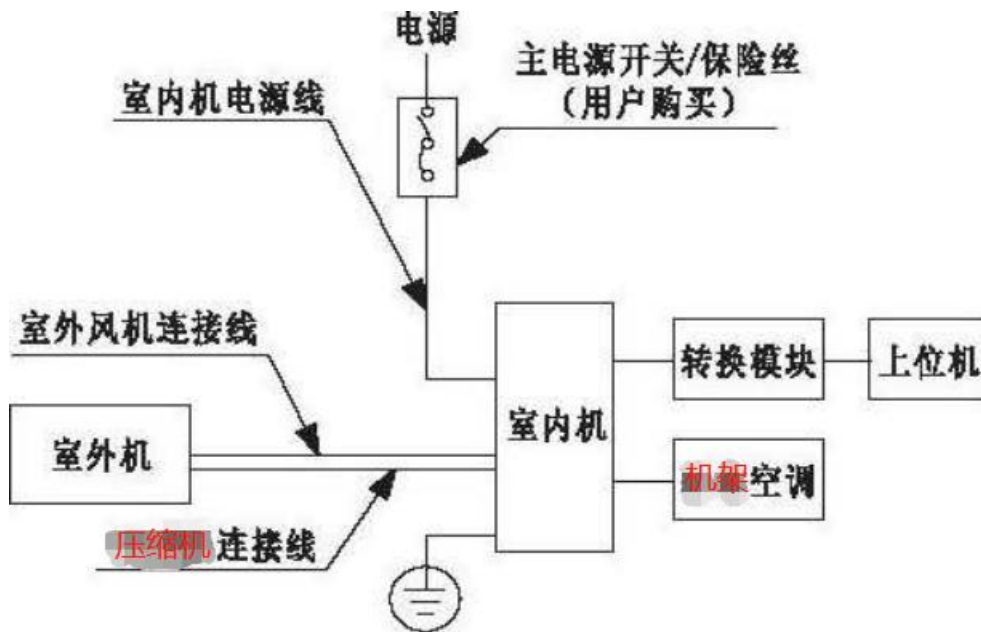 电源
主电源开关/保险丝
（用户购买）
室内机电源线
室外风机连接线
转换模块
上位机
室内机
室外机
机架空调
压缩机连接线